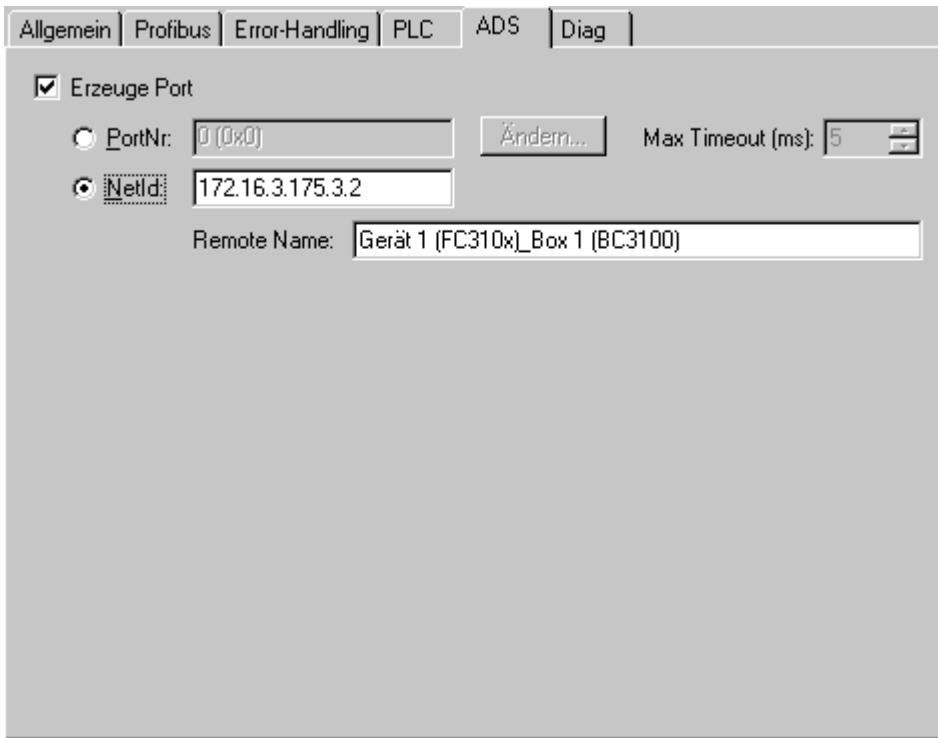 Allgemein Profibus Error-Handling PLC ADS Diag
Erzeuge Port
PortNr: 0 (0x0) Ändern... Max Timeout (ms): 5
NetId: 172.16.3.175.3.2
Remote Name: Gerät 1 (FC310x)_Box 1 (BC3100)